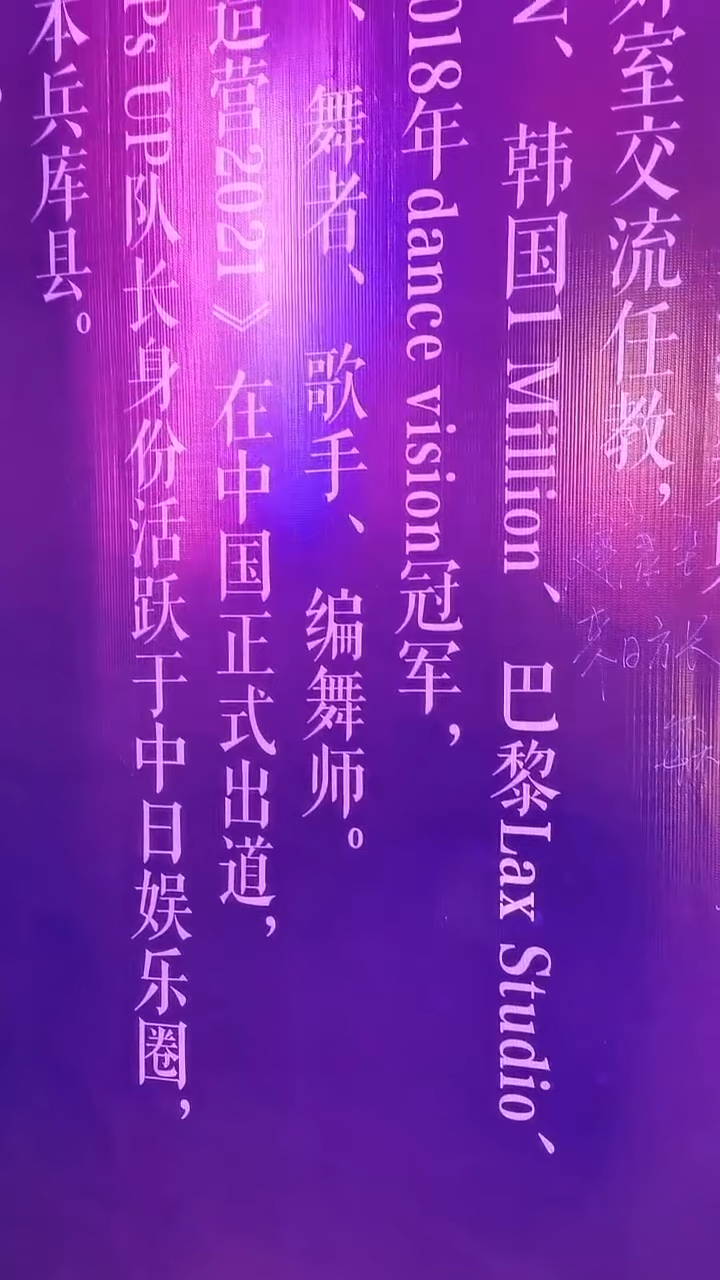 本兵库县。
Ps UP队长身份活跃于中日娱乐圈,
造营2021》在中国正式出道,
、舞者、歌手、编舞师。
018年dance vision冠军,
N、韩国1 Million、巴黎Lax Studio、
室交流任教,